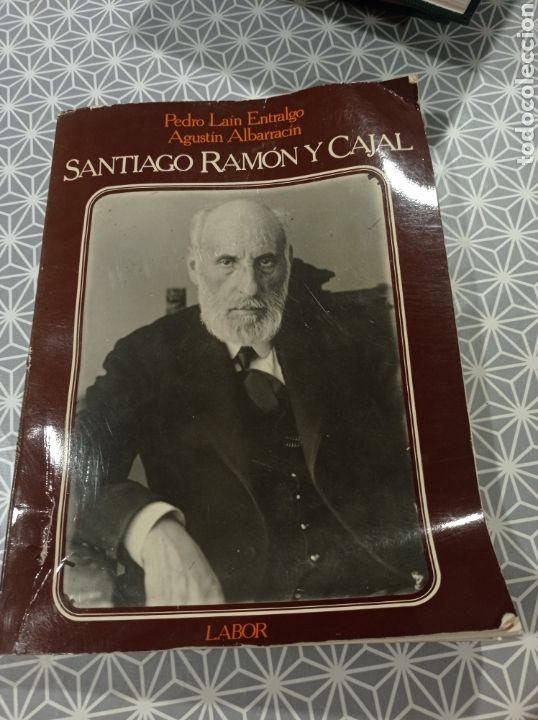 Pedro Laín Entralgo
Agustín Albarracín
SANTIAGO RAMÓN Y CAJAL
LABOR
todocoleccion